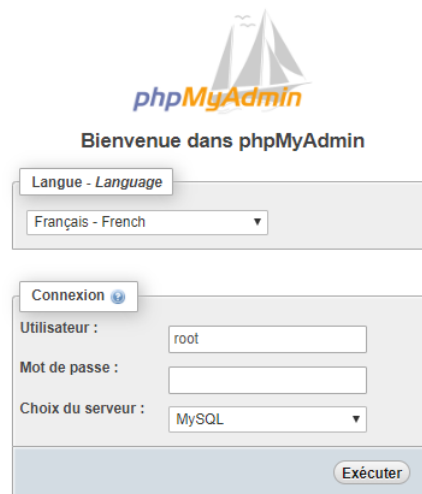 phpMyAdmin
Bienvenue dans phpMyAdmin
Langue - Language
Français - French
Connexion
Utilisateur :
root
Mot de passe :
Choix du serveur :
MySQL
Exécuter